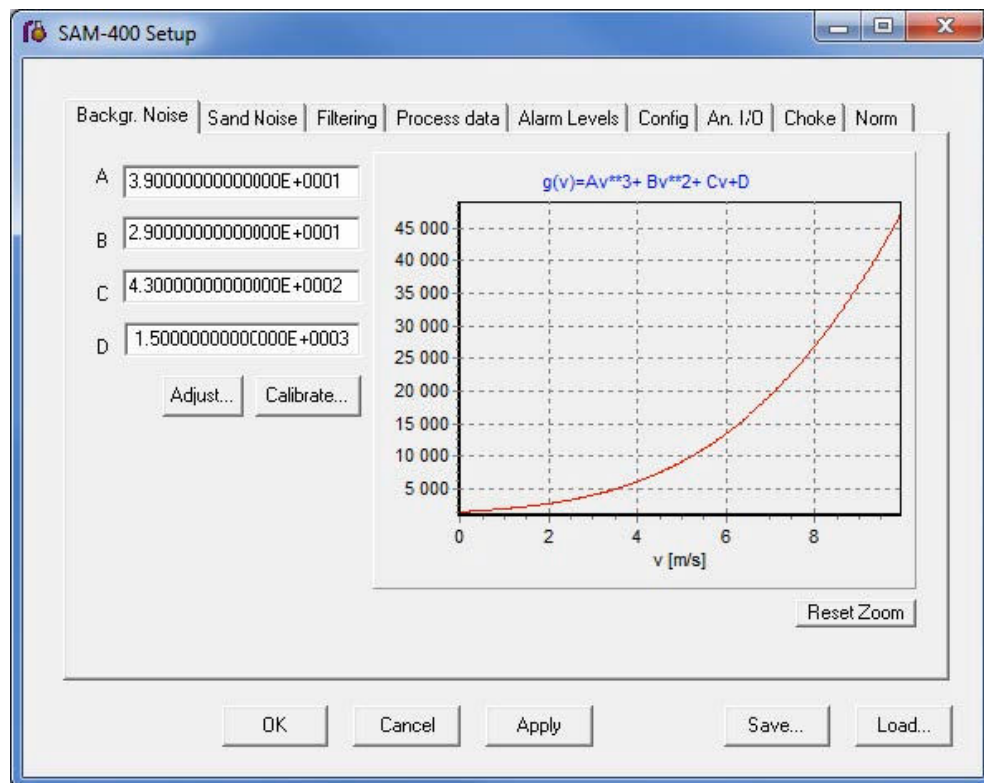 SAM-400 Setup
Backgr. Noise Sand Noise Filtering Process data Alarm Levels Config An. I/O Choke Norm
A 3.90000000000000E+0001
B 2.90000000000000E+0001
C 4.30000000000000E+0002
D 1.50000000000000E+0003
Adjust... Calibrate...
g(v)=Av**3+ Bv**2+ Cv+D
45 000
40 000
35 000
30 000
25 000
20 000
15 000
10 000
5 000
0 2 4 6 8
v [m/s]
Reset Zoom
OK Cancel Apply Save... Load...